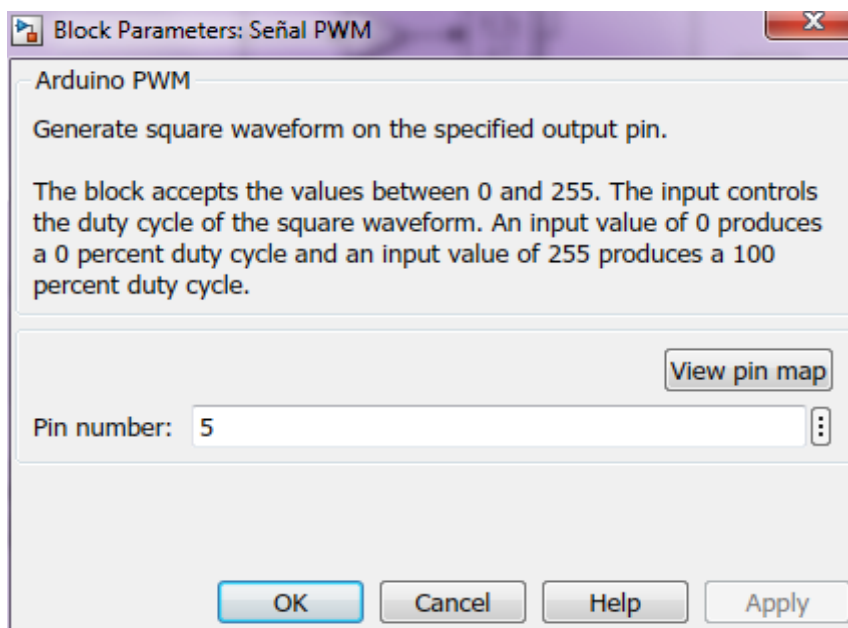 Block Parameters: Señal PWM
Arduino PWM
Generate square waveform on the specified output pin.
The block accepts the values between 0 and 255. The input controls
the duty cycle of the square waveform. An input value of 0 produces
a 0 percent duty cycle and an input value of 255 produces a 100
percent duty cycle.
View pin map
Pin number: 5
OK Cancel Help Apply